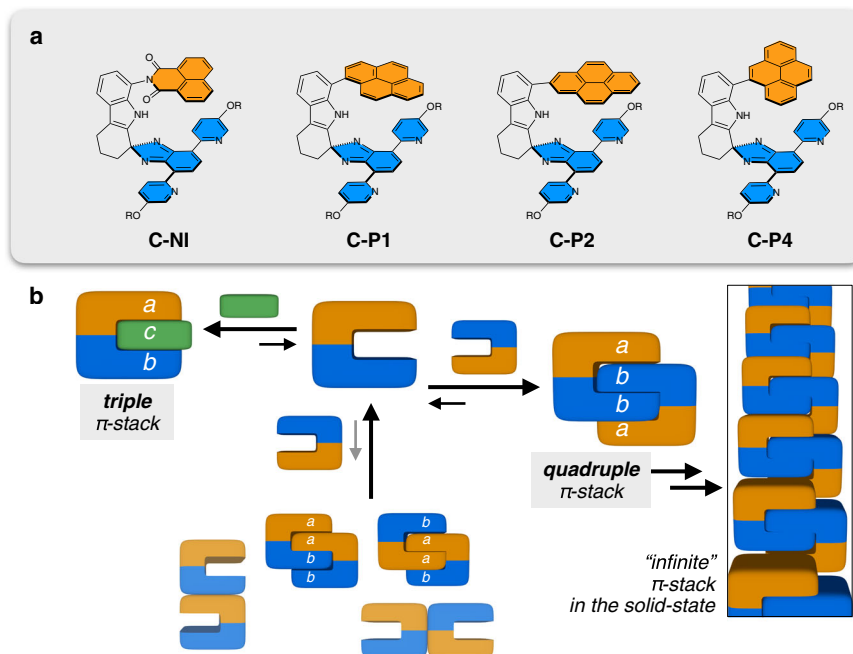 a
O
N
O
NH
N
N
N
N
OR
RO
C-NI
NH
N
N
N
N
OR
RO
C-P1
NH
N
N
N
N
OR
RO
C-P2
NH
N
N
N
N
OR
RO
C-P4
b
a
c
b
triple
π-stack
a
b
b
a
quadruple
π-stack
a
a
b
b
b
a
a
b
“infinite”
π-stack
in the solid-state